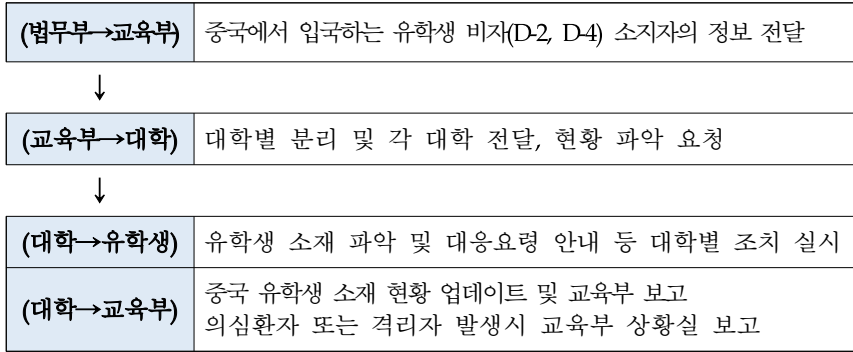 (법무부→교육부) 중국에서 입국하는 유학생 비자(D-2, D-4) 소지자의 정보 전달
↓
(교육부→대학) 대학별 분리 및 각 대학 전달, 현황 파악 요청
↓
(대학→유학생) 유학생 소재 파악 및 대응요령 안내 등 대학별 조치 실시
(대학→교육부) 중국 유학생 소재 현황 업데이트 및 교육부 보고
의심환자 또는 격리자 발생시 교육부 상황실 보고